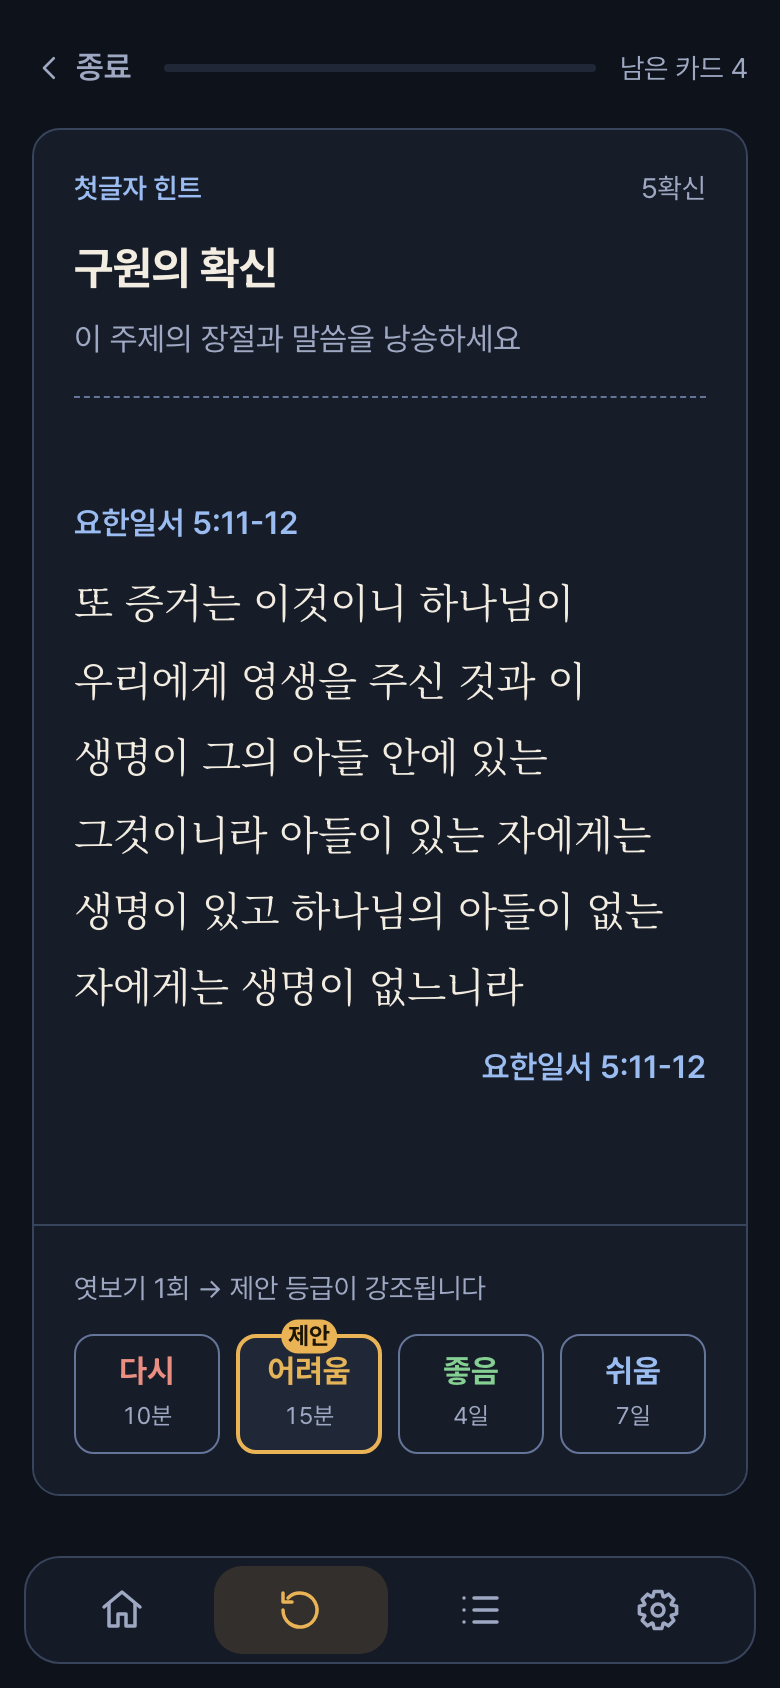 종료
남은 카드 4
첫글자 힌트
5확신
구원의 확신
이 주제의 장절과 말씀을 낭송하세요
요한일서 5:11-12
또 증거는 이것이니 하나님이
우리에게 영생을 주신 것과 이
생명이 그의 아들 안에 있는
그것이니라 아들이 있는 자에게는
생명이 있고 하나님의 아들이 없는
자에게는 생명이 없느니라
요한일서 5:11-12
엿보기 1회 → 제안 등급이 강조됩니다
제안
다시 어려움 좋음 쉬움
10분 15분 4일 7일